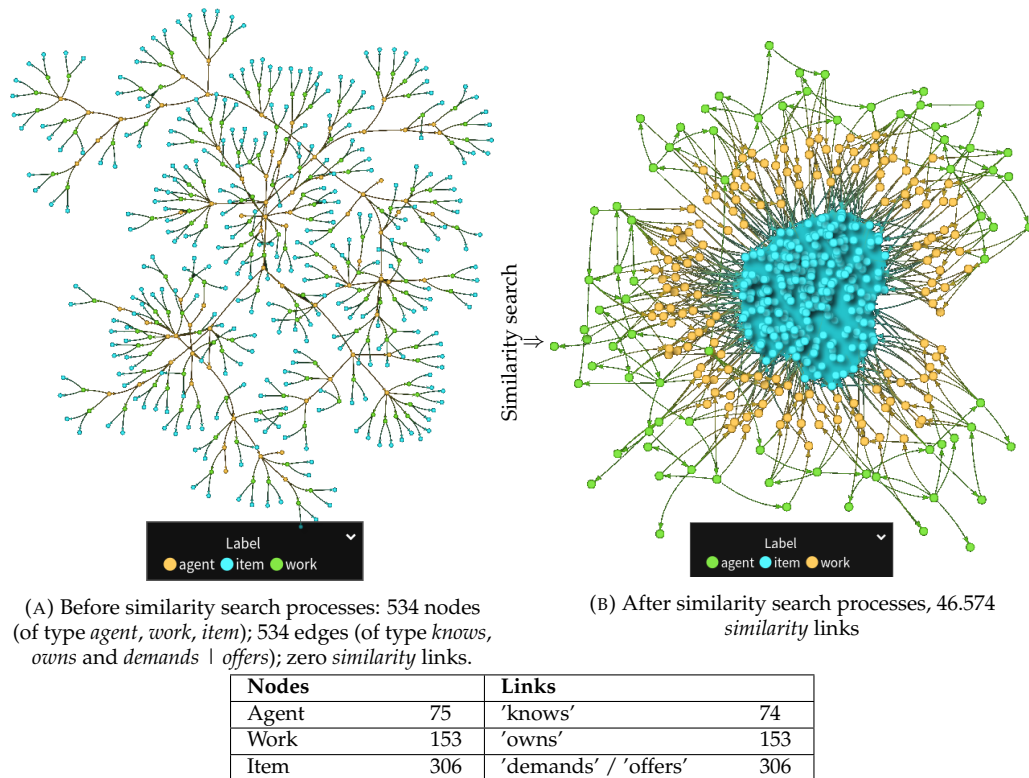 Similarity search
⇒
Label
agent item work
Label
agent item work
(A) Before similarity search processes: 534 nodes
(of type agent, work, item); 534 edges (of type knows,
owns and demands | offers); zero similarity links.
(B) After similarity search processes, 46.574
similarity links
Nodes Links
Agent 75 'knows' 74
Work 153 'owns' 153
Item 306 'demands' / 'offers' 306